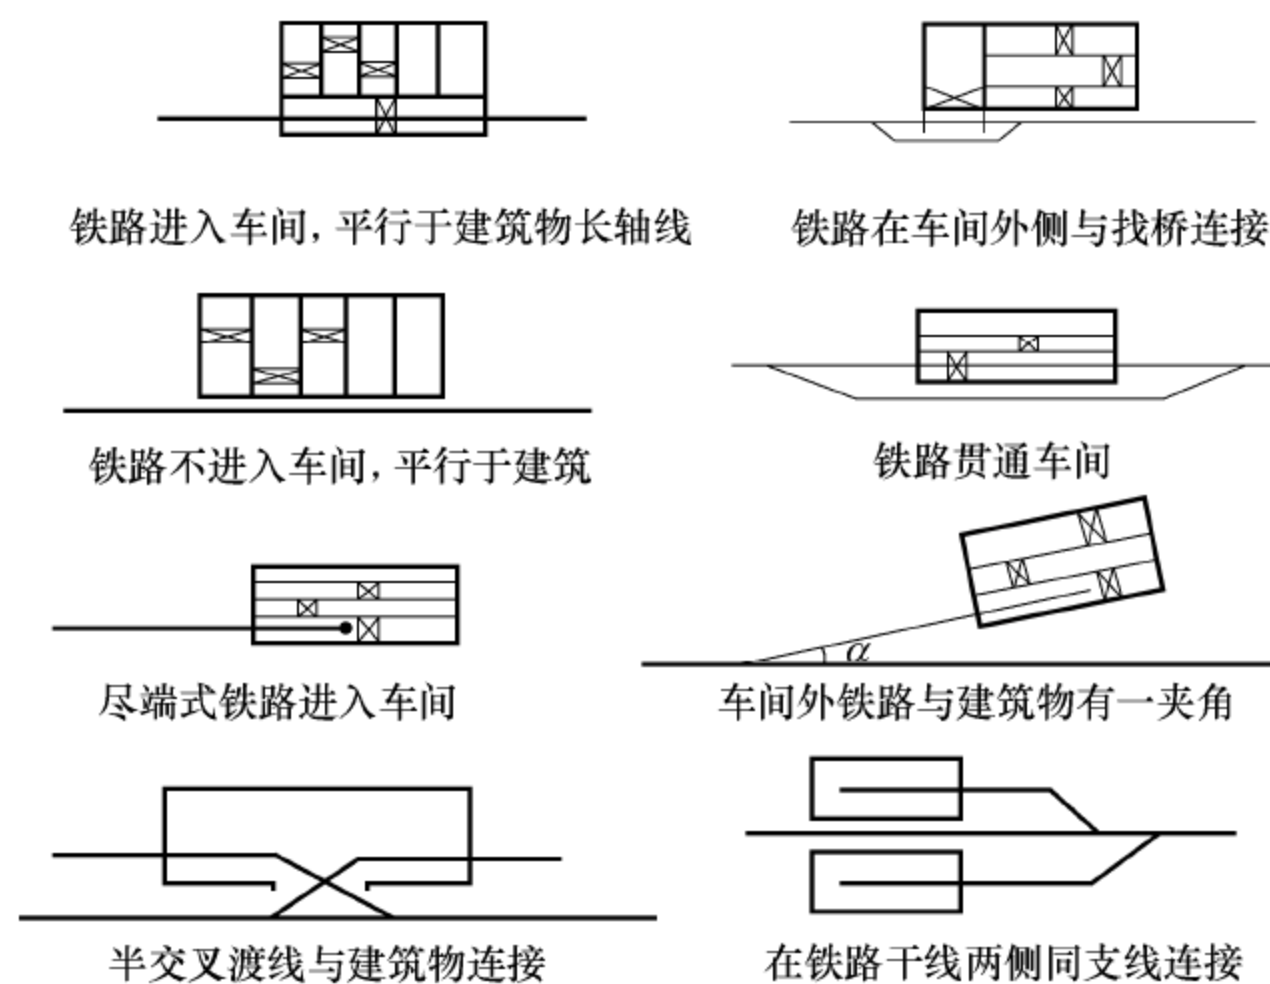 铁路进入车间，平行于建筑物长轴线
铁路在车间外侧与找桥连接
铁路不进入车间，平行于建筑
铁路贯通车间
α
尽端式铁路进入车间
车间外铁路与建筑物有一夹角
半交叉渡线与建筑物连接
在铁路干线两侧同支线连接